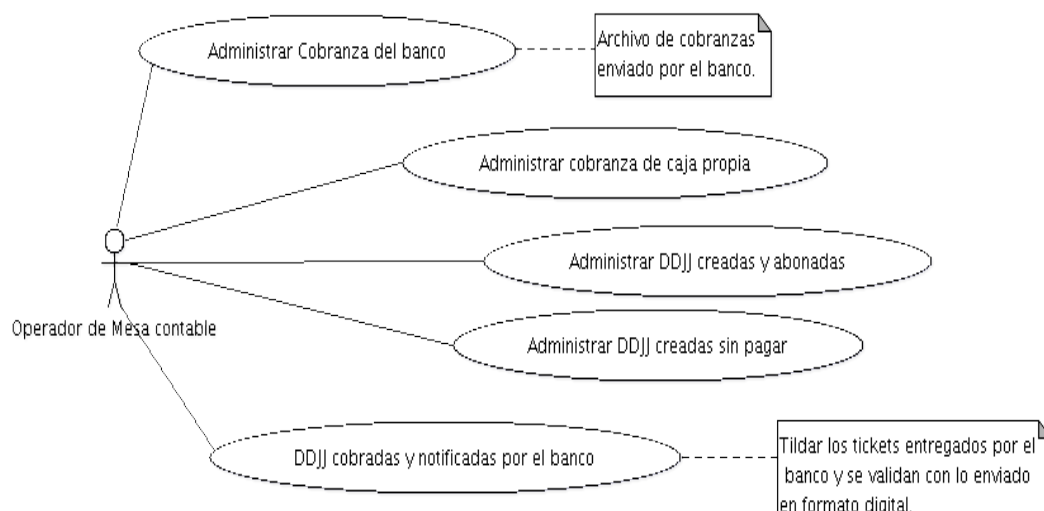 Administrar Cobranza del banco
Archivo de cobranzas
enviado por el banco.
Administrar cobranza de caja propia
Administrar DDJJ creadas y abonadas
Operador de Mesa contable
Administrar DDJJ creadas sin pagar
DDJJ cobradas y notificadas por el banco
Tildar los tickets entregados por el
banco y se validan con lo enviado
en formato digital.